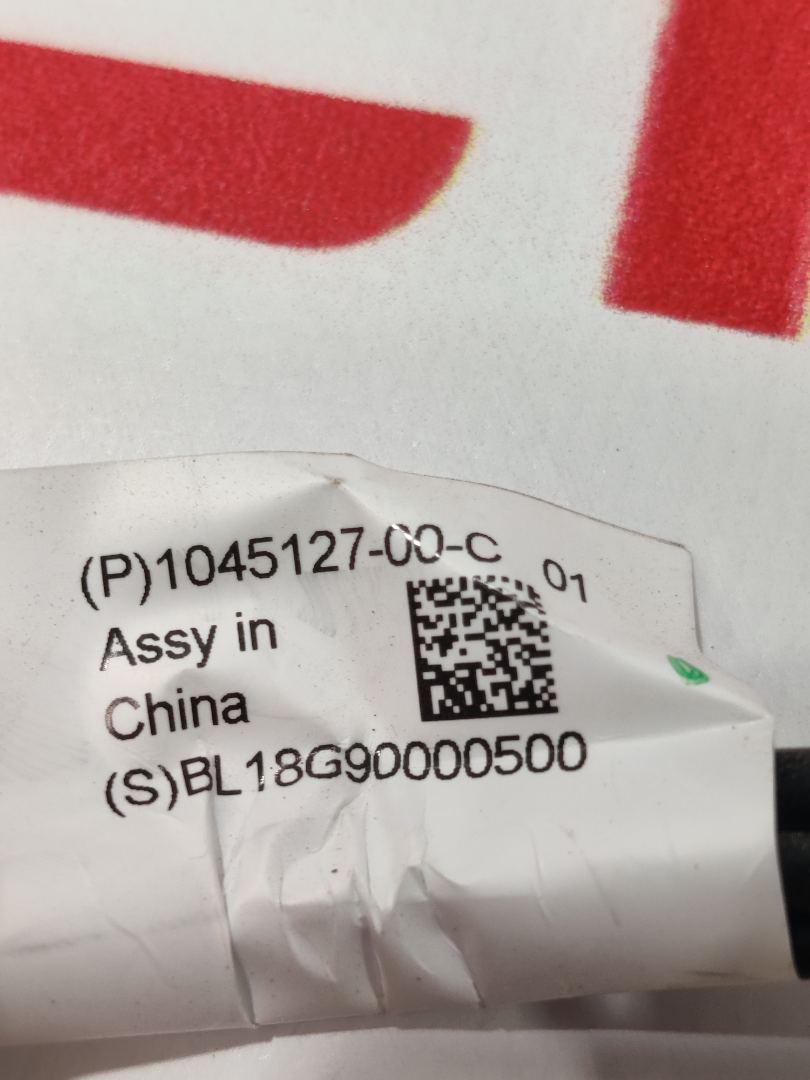 (P)1045127-00-C 01
Assy in
China
(S)BL18G90000500